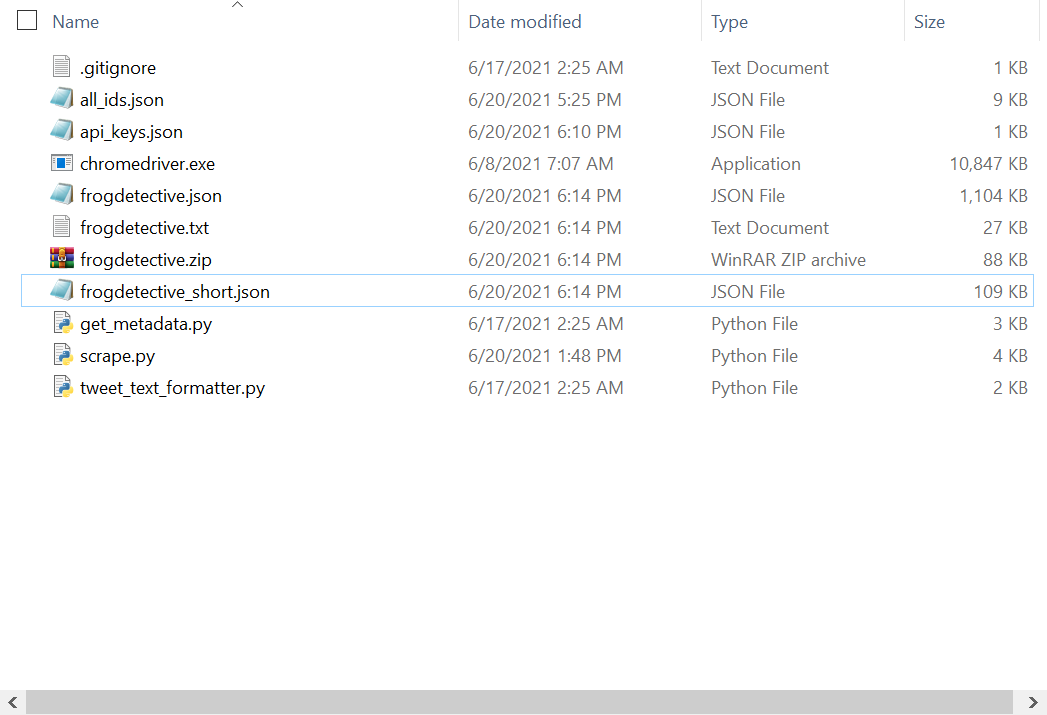 Name Date modified Type Size
.gitignore 6/17/2021 2:25 AM Text Document 1 KB
all_ids.json 6/20/2021 5:25 PM JSON File 9 KB
api_keys.json 6/20/2021 6:10 PM JSON File 1 KB
chromedriver.exe 6/8/2021 7:07 AM Application 10,847 KB
frogdetective.json 6/20/2021 6:14 PM JSON File 1,104 KB
frogdetective.txt 6/20/2021 6:14 PM Text Document 27 KB
frogdetective.zip 6/20/2021 6:14 PM WinRAR ZIP archive 88 KB
frogdetective_short.json 6/20/2021 6:14 PM JSON File 109 KB
get_metadata.py 6/17/2021 2:25 AM Python File 3 KB
scrape.py 6/20/2021 1:48 PM Python File 4 KB
tweet_text_formatter.py 6/17/2021 2:25 AM Python File 2 KB